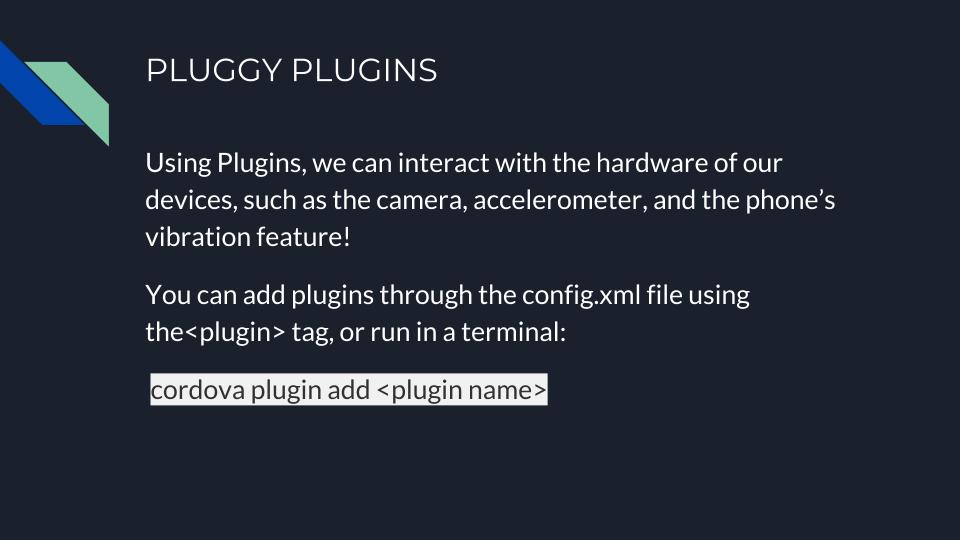 PLUGGY PLUGINS
Using Plugins, we can interact with the hardware of our
devices, such as the camera, accelerometer, and the phone’s
vibration feature!
You can add plugins through the config.xml file using
the<plugin> tag, or run in a terminal:
cordova plugin add <plugin name>